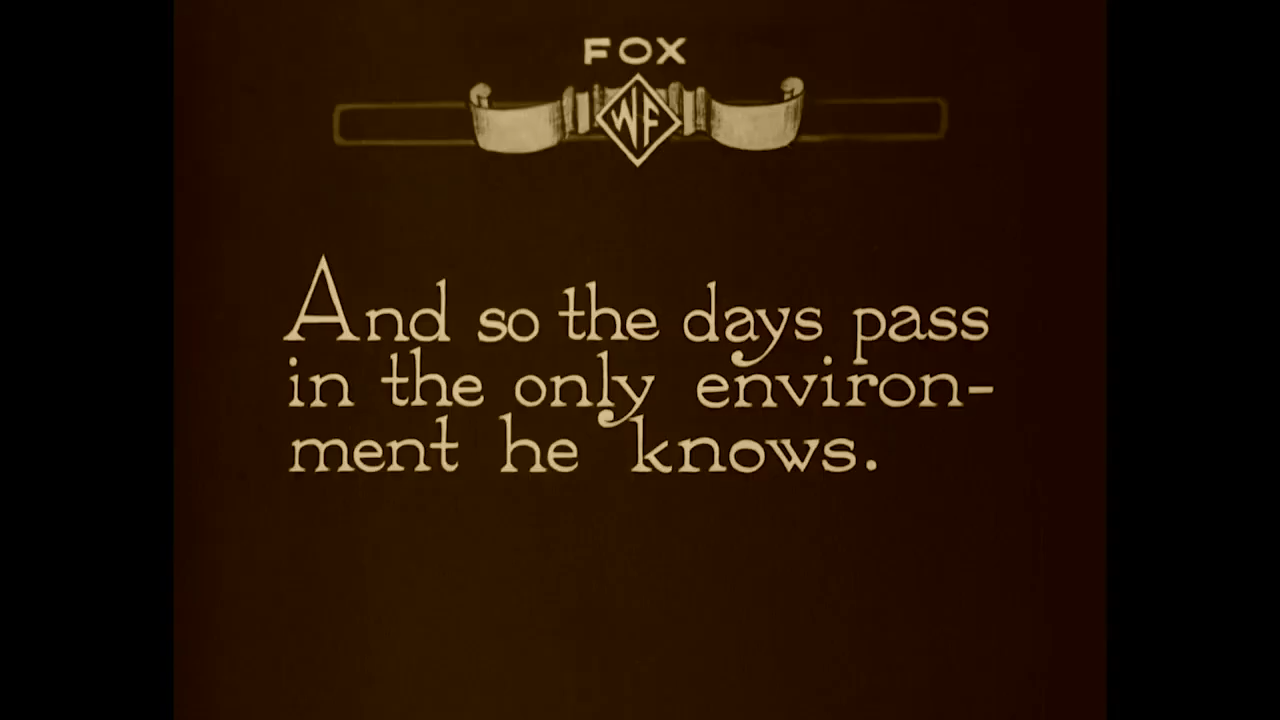 FOX
WF
And so the days pass
in the only environ-
ment he knows.